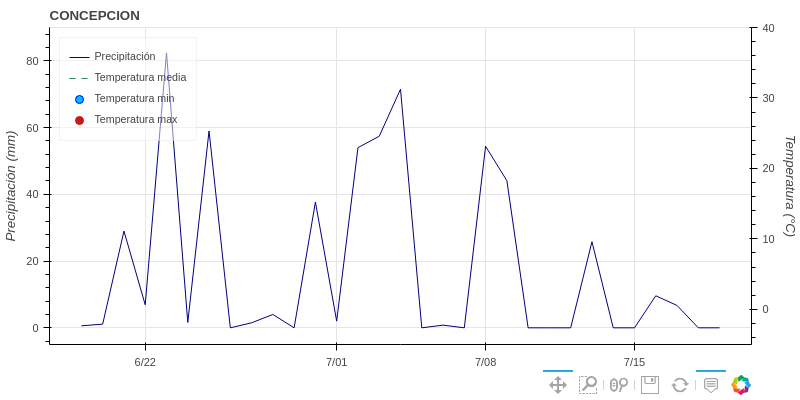 CONCEPCION
Precipitación
Temperatura media
Temperatura min
Temperatura max
Precipitación (mm)
80
60
40
20
0
40
30
20
10
0
Temperatura (°C)
6/22
7/01
7/08
7/15